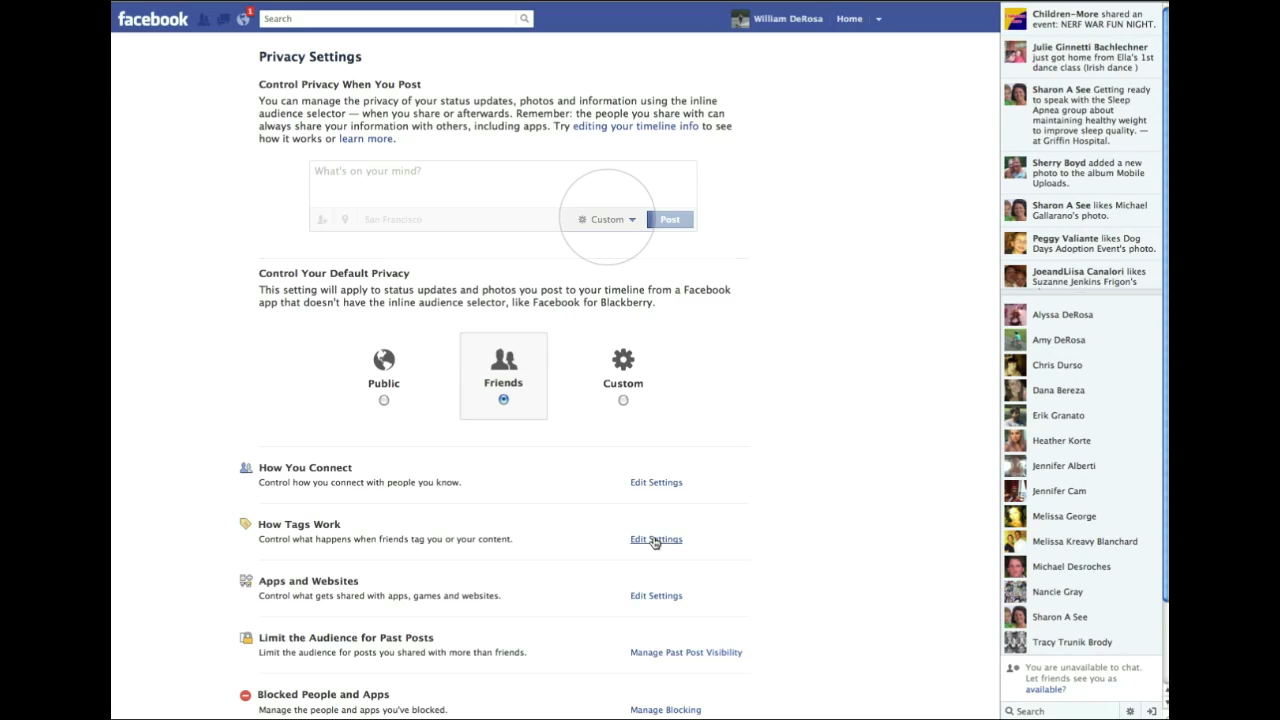 facebook
1
Search
William DeRosa
Home
Privacy Settings
Control Privacy When You Post
You can manage the privacy of your status updates, photos and information using the inline
audience selector — when you share or afterwards. Remember: the people you share with can
always share your information with others, including apps. Try editing your timeline info to see
how it works or learn more.
What's on your mind?
San Francisco
Custom
Post
Control Your Default Privacy
This setting will apply to status updates and photos you post to your timeline from a Facebook
app that doesn't have the inline audience selector, like Facebook for Blackberry.
Public
Friends
Custom
How You Connect
Control how you connect with people you know.
Edit Settings
How Tags Work
Control what happens when friends tag you or your content.
Edit Settings
Apps and Websites
Control what gets shared with apps, games and websites.
Edit Settings
Limit the Audience for Past Posts
Limit the audience for posts you shared with more than friends.
Manage Past Post Visibility
Blocked People and Apps
Manage the people and apps you've blocked.
Manage Blocking
Children-More shared an
event: NERF WAR FUN NIGHT.
Julie Ginnetti Bachlechner
just got home from Ella's 1st
dance class (Irish dance )
Sharon A See Getting ready
to speak with the Sleep
Apnea group about
maintaining healthy weight
to improve sleep quality. —
at Griffin Hospital.
Sherry Boyd added a new
photo to the album Mobile
Uploads.
Sharon A See likes Michael
Gallarano's photo.
Peggy Valiante likes Dog
Days Adoption Event's photo.
JoeandLiisa Canalori likes
Suzanne Jenkins Frigon's
Alyssa DeRosa
Amy DeRosa
Chris Durso
Dana Bereza
Erik Granato
Heather Korte
Jennifer Alberti
Jennifer Cam
Melissa George
Melissa Kreavy Blanchard
Michael Desroches
Nancie Gray
Sharon A See
Tracy Trunik Brody
You are unavailable to chat.
Let friends see you as
available?
Search